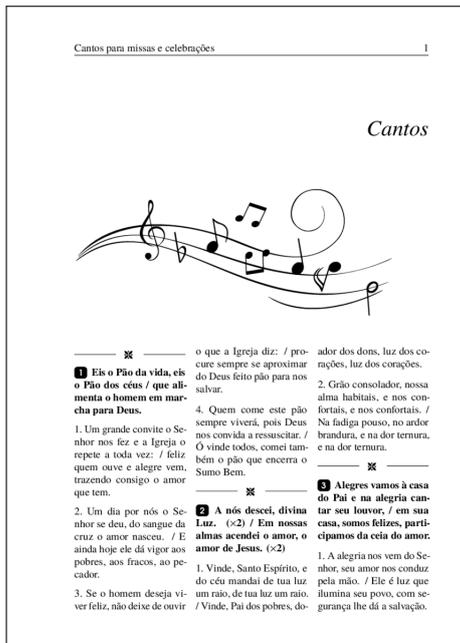 Cantos para missas e celebrações 1
Cantos
1 Eis o Pão da vida, eis
o Pão dos céus / que ali-
menta o homem em mar-
cha para Deus.
1. Um grande convite o Se-
nhor nos fez e a Igreja o
repete a toda vez: / feliz
quem ouve e alegre vem,
trazendo consigo o amor
que tem.
2. Um dia por nós o Se-
nhor se deu, do sangue da
cruz o amor nasceu. / E
ainda hoje ele dá vigor aos
pobres, aos fracos, ao pe-
cador.
3. Se o homem deseja vi-
ver feliz, não deixe de ouvir
o que a Igreja diz: / pro-
cure sempre se aproximar
do Deus feito pão para nos
salvar.
4. Quem come este pão
sempre viverá, pois Deus
nos convida a ressuscitar. /
Ó vinde todos, comei tam-
bém o pão que encerra o
Sumo Bem.
2 A nós descei, divina
Luz. (×2) / Em nossas
almas acendei o amor, o
amor de Jesus. (×2)
1. Vinde, Santo Espírito, e
do céu mandai de tua luz
um raio, de tua luz um raio.
/ Vinde, Pai dos pobres, do-
ador dos dons, luz dos co-
rações, luz dos corações.
2. Grão consolador, nossa
alma habitais, e nos con-
fortais, e nos confortais. /
Na fadiga pouso, no ardor
brandura, e na dor ternura,
e na dor ternura.
3 Alegres vamos à casa
do Pai e na alegria can-
tar seu louvor, / em sua
casa, somos felizes, parti-
cipamos da ceia do amor.
1. A alegria nos vem do Se-
nhor, seu amor nos conduz
pela mão. / Ele é luz que
ilumina seu povo, com se-
gurança lhe dá a salvação.